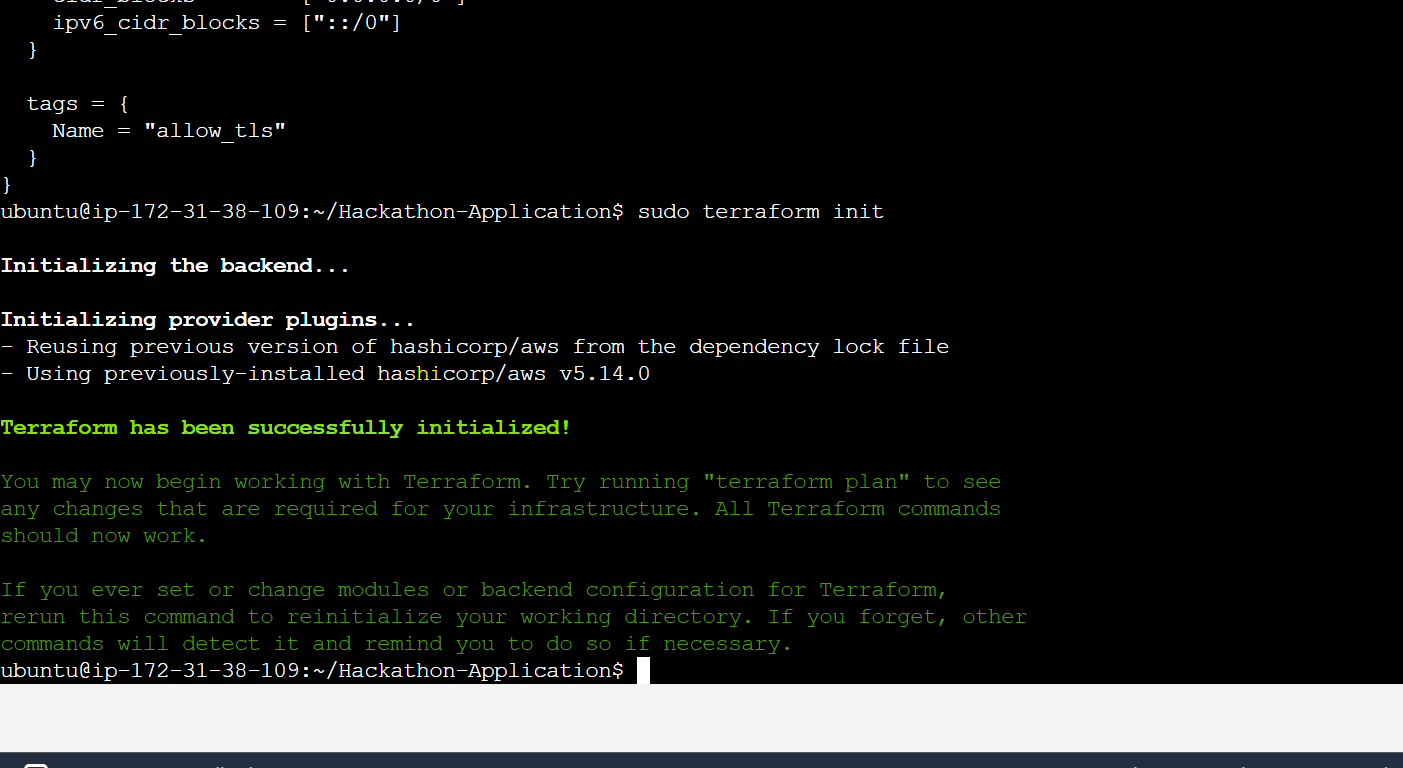 ipv6_cidr_blocks = ["::/0"]
}
tags = {
Name = "allow_tls"
}
}
ubuntu@ip-172-31-38-109:~/Hackathon-Application$ sudo terraform init
Initializing the backend...
Initializing provider plugins...
- Reusing previous version of hashicorp/aws from the dependency lock file
- Using previously-installed hashicorp/aws v5.14.0
Terraform has been successfully initialized!
You may now begin working with Terraform. Try running "terraform plan" to see
any changes that are required for your infrastructure. All Terraform commands
should now work.
If you ever set or change modules or backend configuration for Terraform,
rerun this command to reinitialize your working directory. If you forget, other
commands will detect it and remind you to do so if necessary.
ubuntu@ip-172-31-38-109:~/Hackathon-Application$